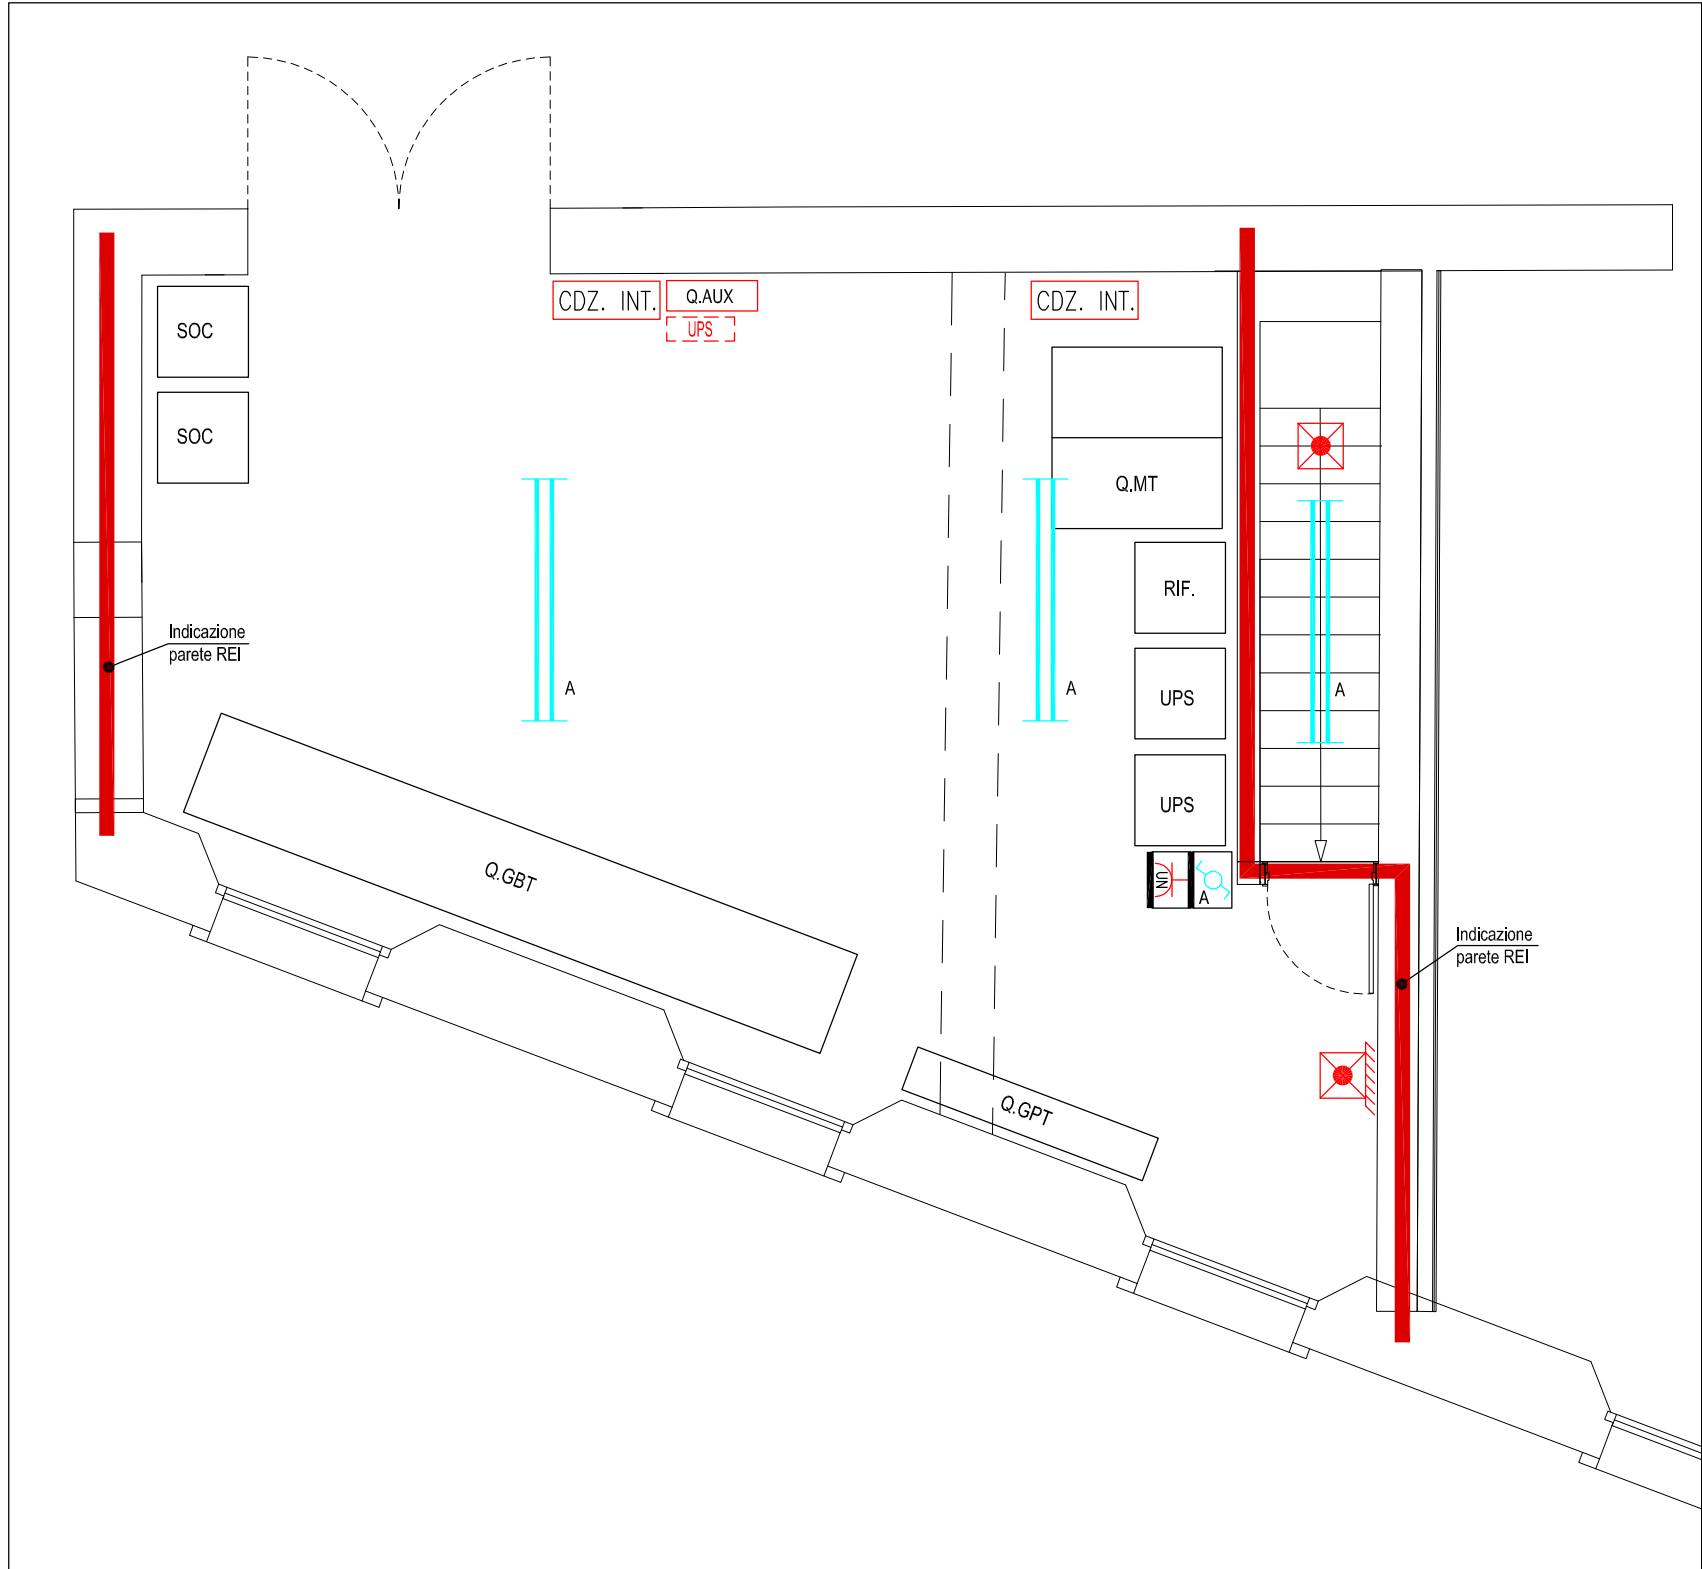 CDZ. INT.
Q.AUX
UPS
CDZ. INT.
SOC
SOC
Q.MT
RIF.
Indicazione
parete REI
A
A
A
UPS
UPS
Q.GBT
UN
A
Indicazione
parete REI
Q.GPT